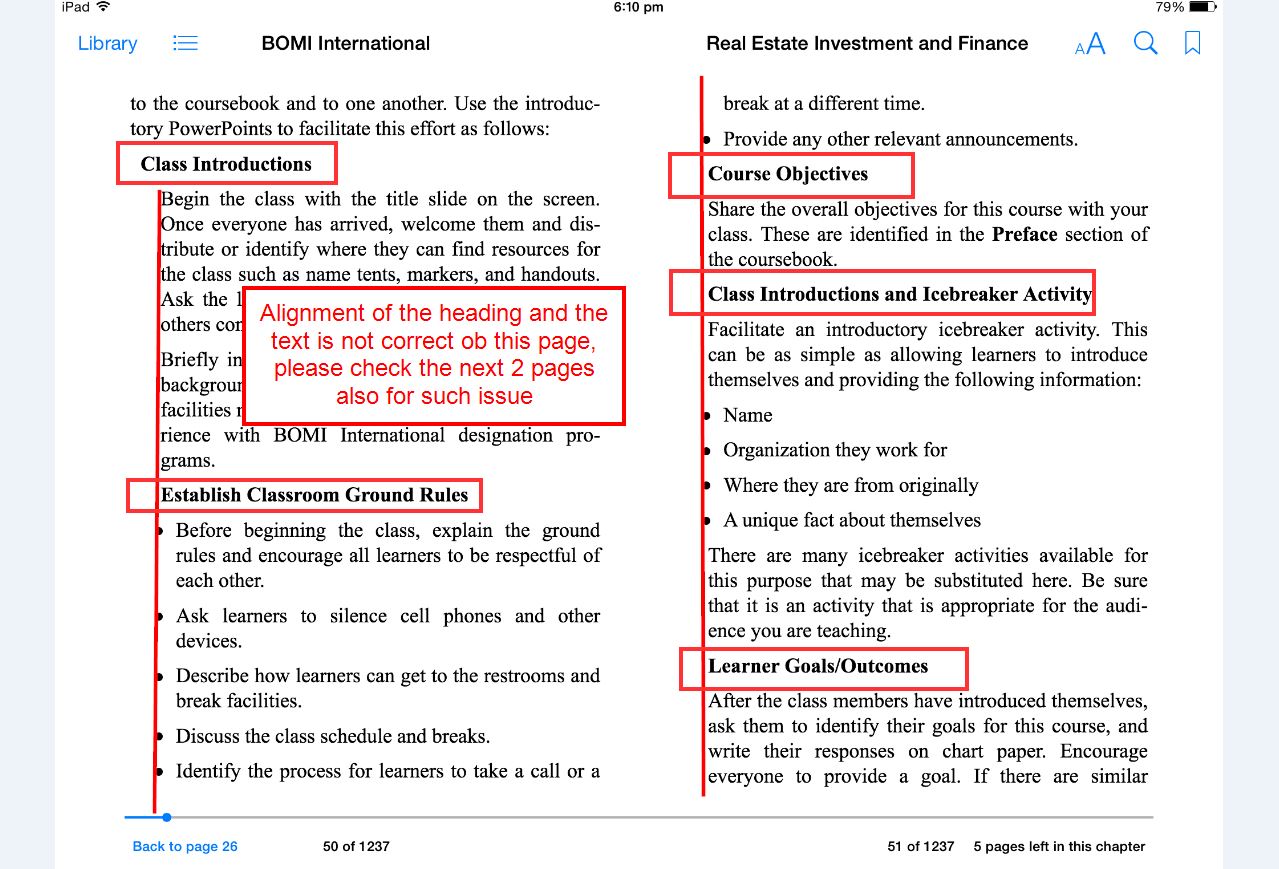 iPad
6:10 pm
79%
Library
BOMI International
Real Estate Investment and Finance
AA
to the coursebook and to one another. Use the introduc-
tory PowerPoints to facilitate this effort as follows:
Class Introductions
Begin the class with the title slide on the screen.
Once everyone has arrived, welcome them and dis-
tribute or identify where they can find resources for
the class such as name tents, markers, and handouts.
Ask the
others
Briefly
facilities
rience with BOMI International designation pro-
grams.
Alignment of the heading and the
text is not correct ob this page,
please check the next 2 pages
also for such issue
Establish Classroom Ground Rules
• Before beginning the class, explain the ground
rules and encourage all learners to be respectful of
each other.
• Ask learners to silence cell phones and other
devices.
• Describe how learners can get to the restrooms and
break facilities.
• Discuss the class schedule and breaks.
• Identify the process for learners to take a call or a
break at a different time.
• Provide any other relevant announcements.
Course Objectives
Share the overall objectives for this course with your
class. These are identified in the Preface section of
the coursebook.
Class Introductions and Icebreaker Activity
Facilitate an introductory icebreaker activity. This
can be as simple as allowing learners to introduce
themselves and providing the following information:
• Name
• Organization they work for
• Where they are from originally
• A unique fact about themselves
There are many icebreaker activities available for
this purpose that may be substituted here. Be sure
that it is an activity that is appropriate for the audi-
ence you are teaching.
Learner Goals/Outcomes
After the class members have introduced themselves,
ask them to identify their goals for this course, and
write their responses on chart paper. Encourage
everyone to provide a goal. If there are similar
Back to page 26
50 of 1237
51 of 1237
5 pages left in this chapter